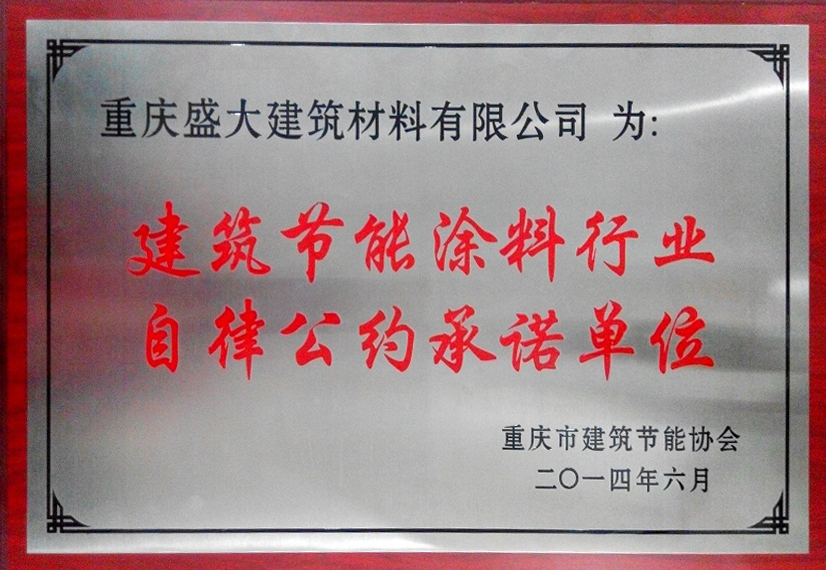 重庆盛大建筑材料有限公司 为:
建筑节能涂料行业
自律公约承诺单位
重庆市建筑节能协会
二〇一四年六月